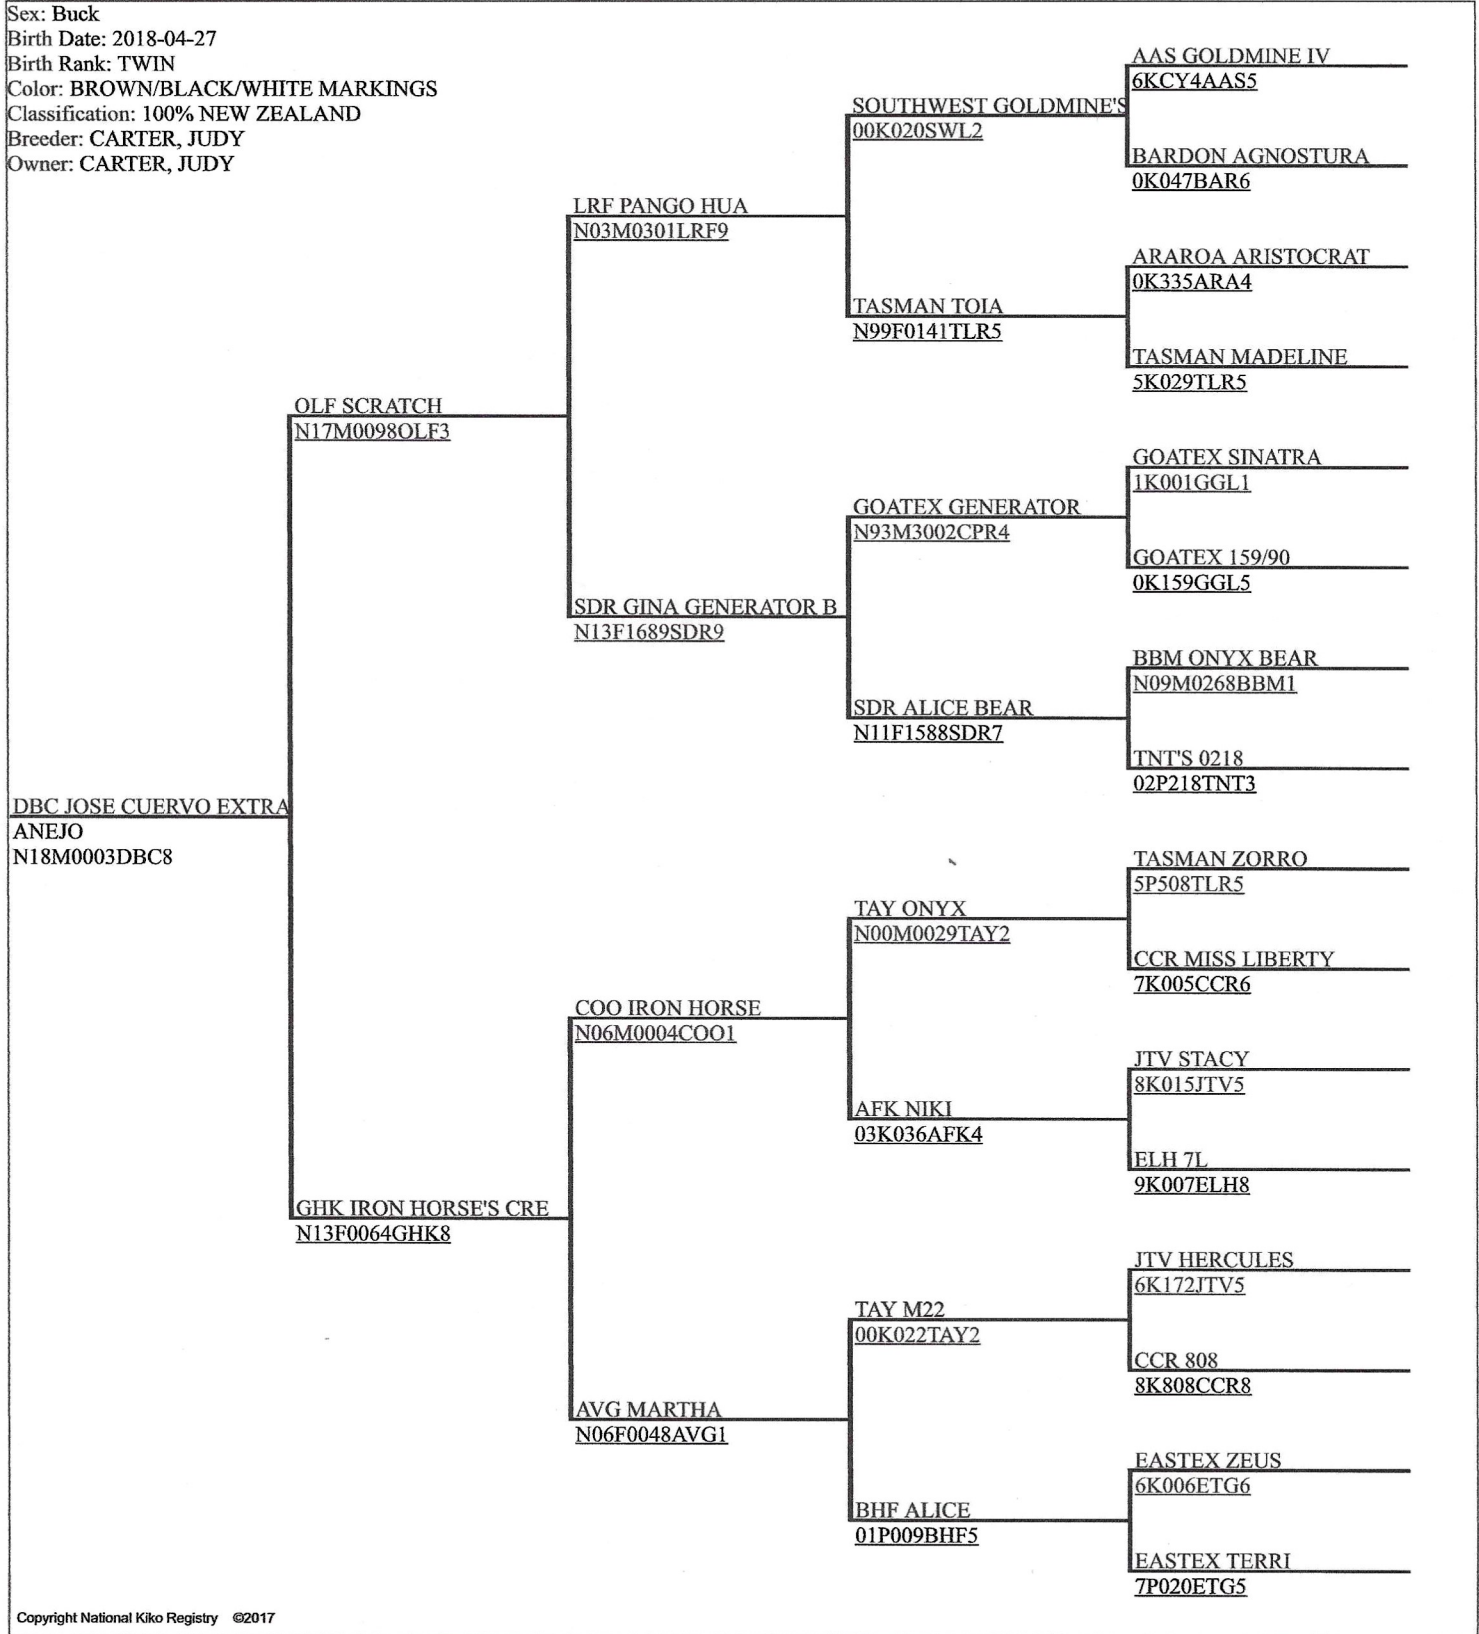 Sex: Buck
Birth Date: 2018-04-27
Birth Rank: TWIN
Color: BROWN/BLACK/WHITE MARKINGS
Classification: 100% NEW ZEALAND
Breeder: CARTER, JUDY
Owner: CARTER, JUDY
AAS GOLDMINE IV
6KCY4AAS5
SOUTHWEST GOLDMINE'S
00K020SWL2
BARDON AGNOSTURA
0K047BAR6
LRF PANGO HUA
N03M0301LRF9
ARAROA ARISTOCRAT
0K335ARA4
TASMAN TOIA
N99F0141TLR5
TASMAN MADELINE
5K029TLR5
OLF SCRATCH
N17M0098OLF3
GOATEX SINATRA
1K001GGL1
GOATEX GENERATOR
N93M3002CPR4
GOATEX 159/90
0K159GGL5
SDR GINA GENERATOR B
N13F1689SDR9
BBM ONYX BEAR
N09M0268BBM1
SDR ALICE BEAR
N11F1588SDR7
TNT'S 0218
02P218TNT3
DBC JOSE CUERVO EXTRA
ANEJO
N18M0003DBC8
TASMAN ZORRO
5P508TLR5
TAY ONYX
N00M0029TAY2
CCR MISS LIBERTY
7K005CCR6
COO IRON HORSE
N06M0004COO1
JTV STACY
8K015JTV5
AFK NIKI
03K036AFK4
ELH 7L
9K007ELH8
GHK IRON HORSE'S CRE
N13F0064GHK8
JTV HERCULES
6K172JTV5
TAY M22
00K022TAY2
CCR 808
8K808CCR8
AVG MARTHA
N06F0048AVG1
EASTEX ZEUS
6K006ETG6
BHF ALICE
01P009BHF5
EASTEX TERRI
7P020ETG5
Copyright National Kiko Registry ©2017